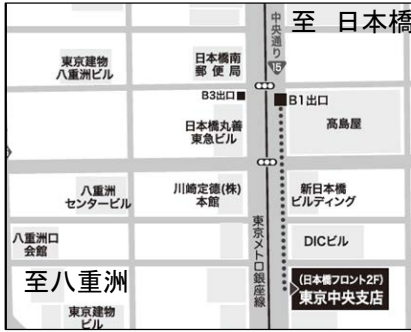 至 日本橋
中央通り
15
東京建物
八重洲ビル
日本橋南
郵便局
B3出口
B1出口
日本橋丸善
東急ビル
髙島屋
八重洲
センタービル
川崎定徳(株)
本館
新日本橋
ビルディング
八重洲口
会館
東京メトロ銀座線
DICビル
至八重洲
(日本橋フロント2F)
東京中央支店
東京建物
ビル